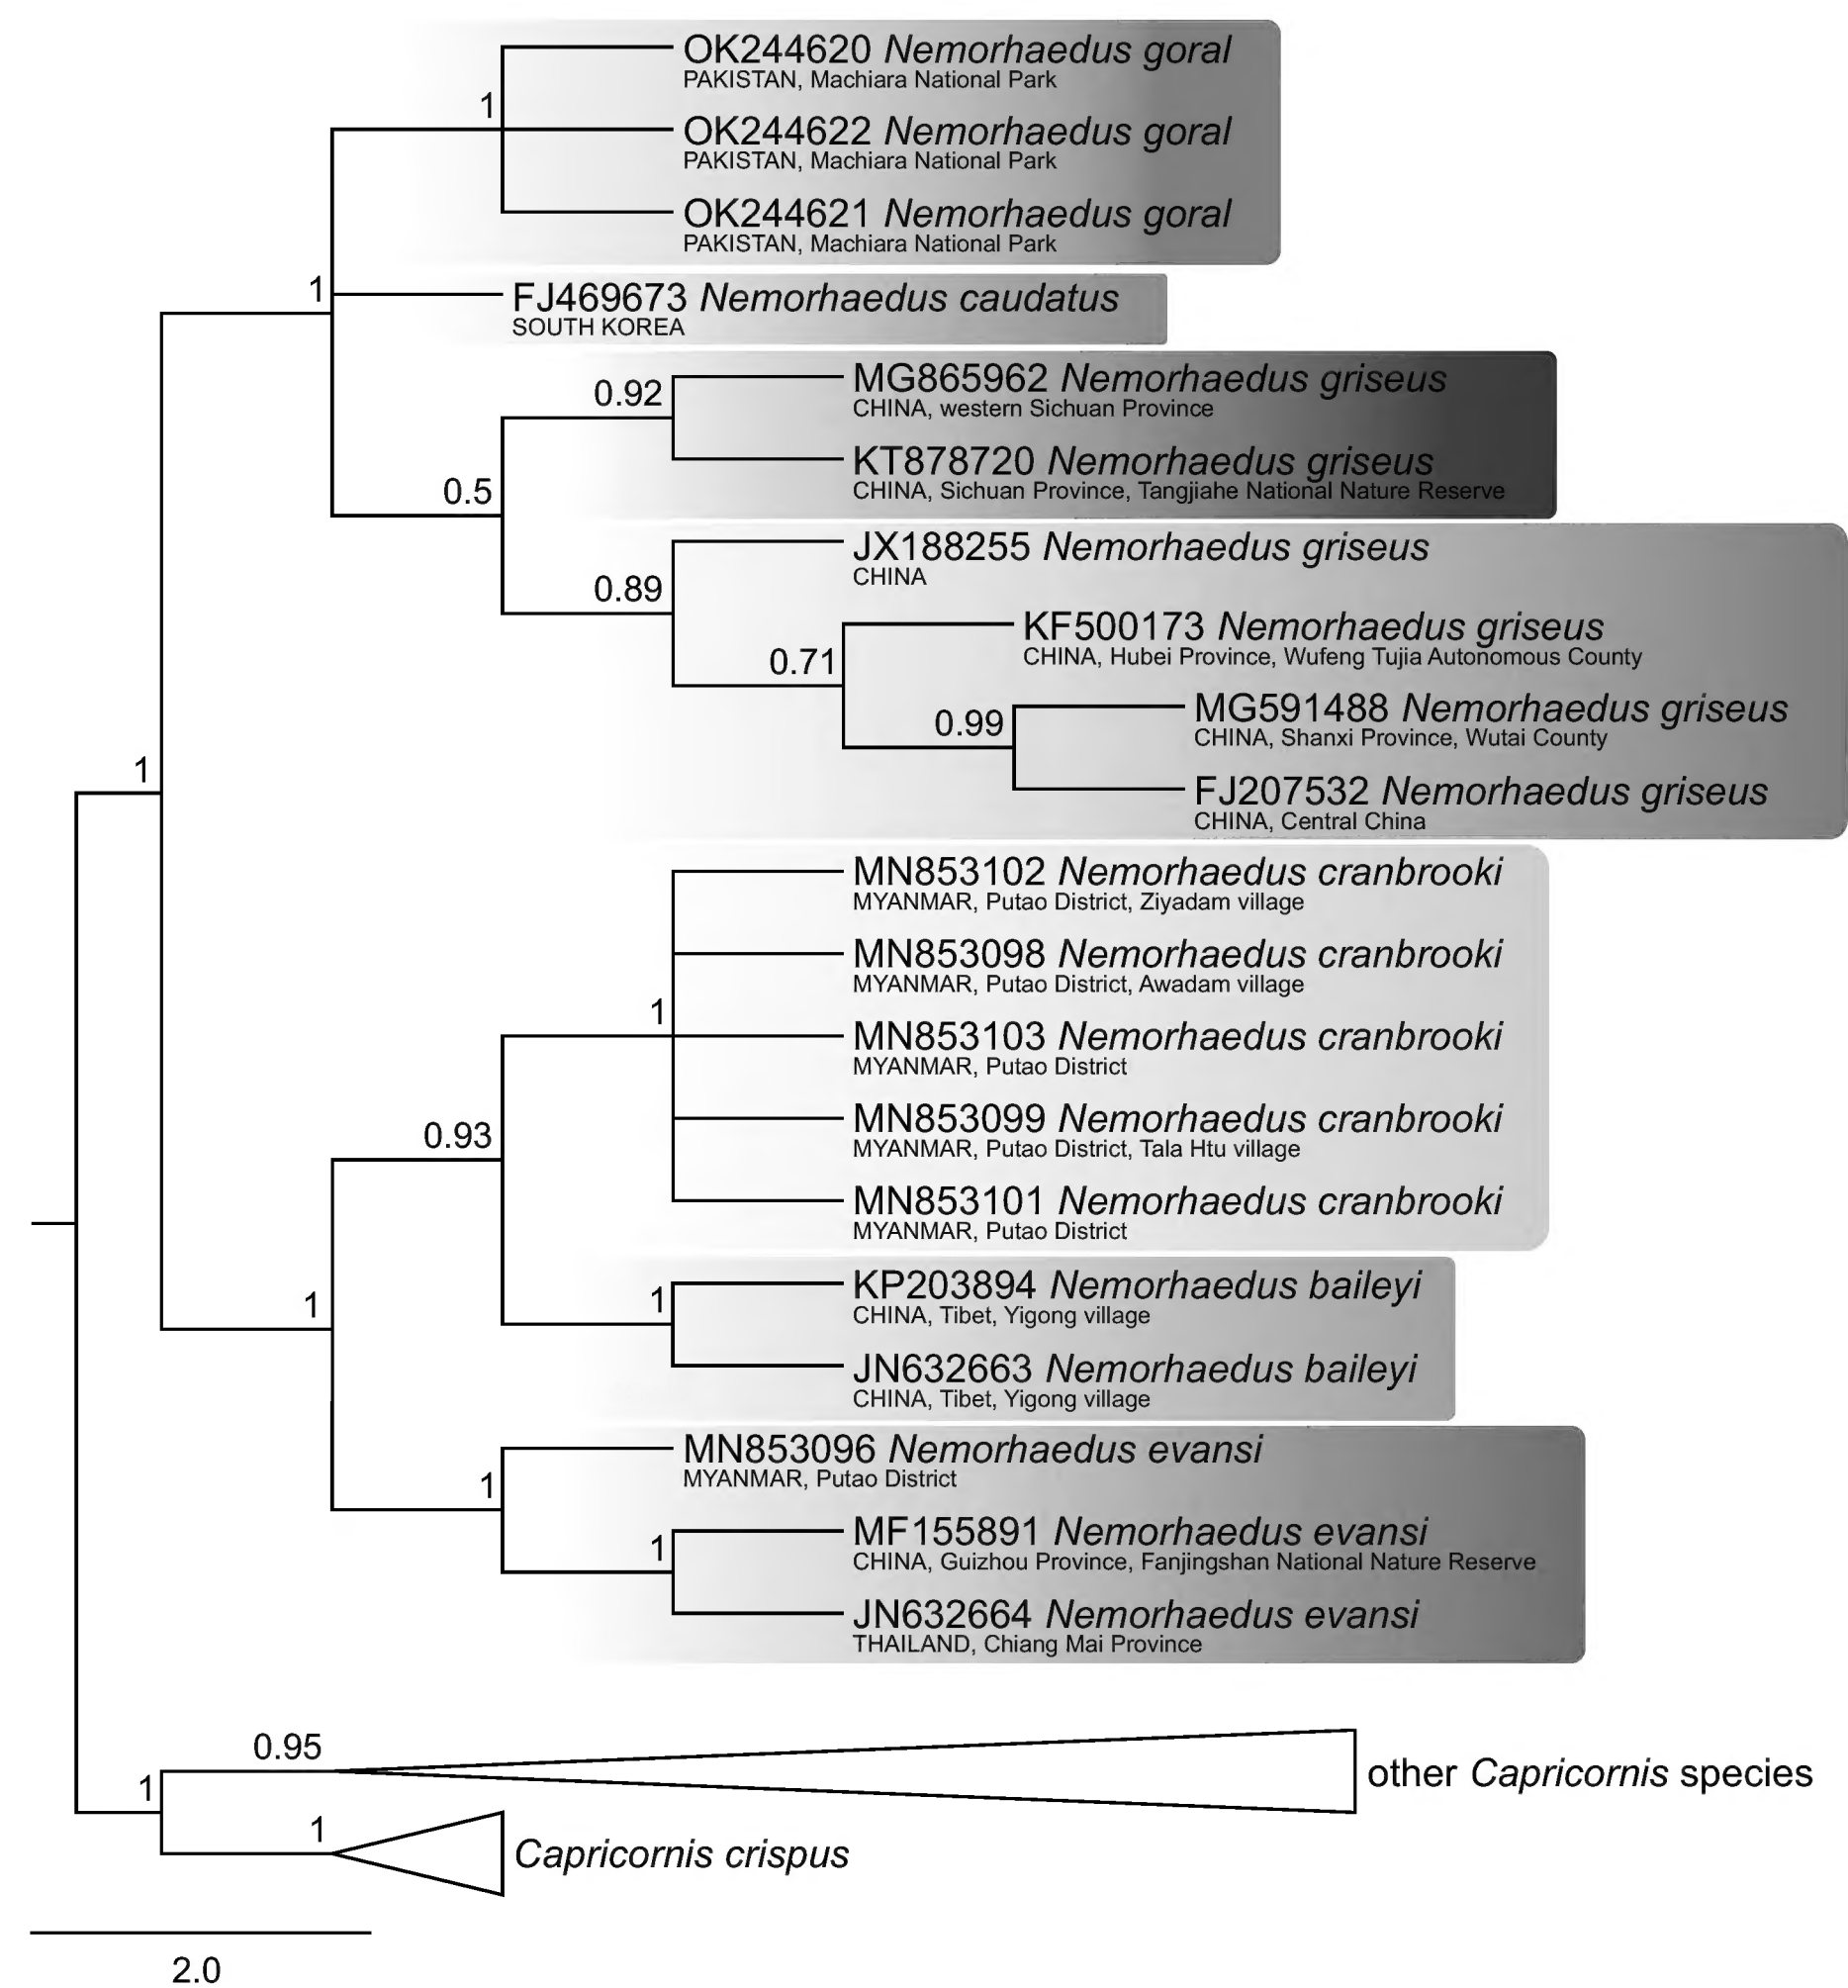 OK244620 Nemorhaedus goral
PAKISTAN, Machiara National Park
1
OK244622 Nemorhaedus goral
PAKISTAN, Machiara National Park
OK244621 Nemorhaedus goral
PAKISTAN, Machiara National Park
1
FJ469673 Nemorhaedus caudatus
SOUTH KOREA
MG865962 Nemorhaedus griseus
CHINA, western Sichuan Province
0.92
KT878720 Nemorhaedus griseus
CHINA, Sichuan Province, Tangjiahe National Nature Reserve
0.5
JX188255 Nemorhaedus griseus
CHINA
0.89
KF500173 Nemorhaedus griseus
CHINA, Hubei Province, Wufeng Tujia Autonomous County
0.71
MG591488 Nemorhaedus griseus
CHINA, Shanxi Province, Wutai County
0.99
1
FJ207532 Nemorhaedus griseus
CHINA, Central China
MN853102 Nemorhaedus cranbrooki
MYANMAR, Putao District, Ziyadam village
MN853098 Nemorhaedus cranbrooki
MYANMAR, Putao District, Awadam village
1
MN853103 Nemorhaedus cranbrooki
MYANMAR, Putao District
MN853099 Nemorhaedus cranbrooki
MYANMAR, Putao District, Tala Htu village
0.93
MN853101 Nemorhaedus cranbrooki
MYANMAR, Putao District
KP203894 Nemorhaedus baileyi
CHINA, Tibet, Yigong village
1
1
JN632663 Nemorhaedus baileyi
CHINA, Tibet, Yigong village
MN853096 Nemorhaedus evansi
MYANMAR, Putao District
1
MF155891 Nemorhaedus evansi
CHINA, Guizhou Province, Fanjingshan National Nature Reserve
1
JN632664 Nemorhaedus evansi
THAILAND, Chiang Mai Province
0.95
other Capricornis species
1
1
Capricornis crispus
2.0